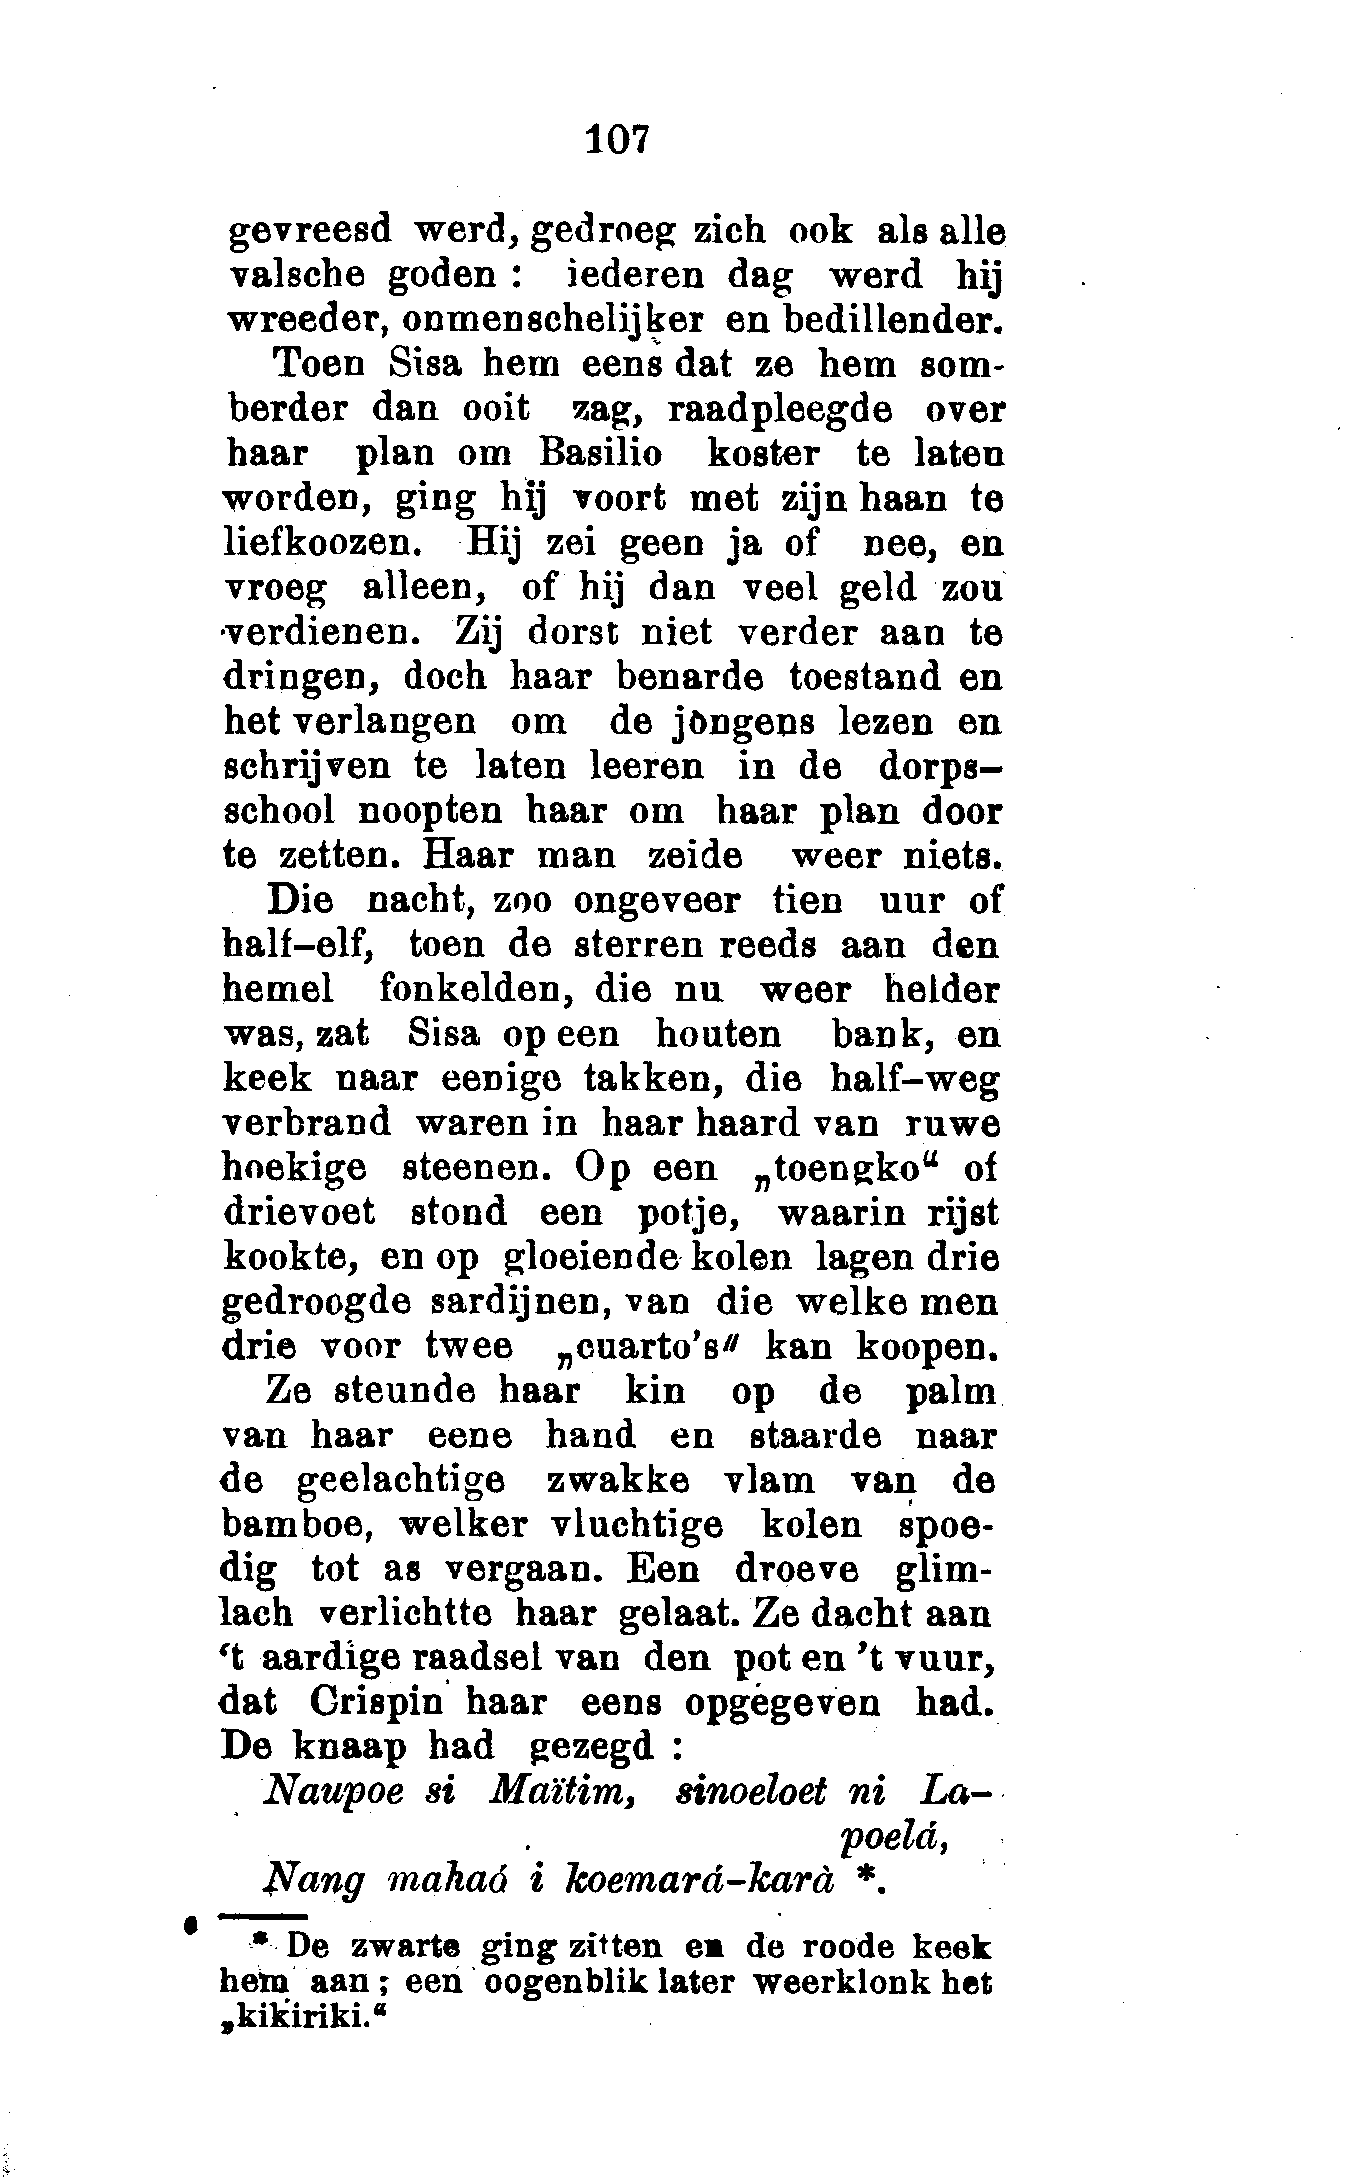 107
gevreesd werd, gedroeg zich ook als alle
valsche goden : iederen dag werd hij
wreeder, onmenschelijker en bedillender.
Toen Sisa hem eens dat ze hem som-
berder dan ooit zag, raadpleegde over
haar plan om Basilio koster te laten
worden, ging hij voort met zijn haan te
liefkoozen. Hij zei geen ja of nee, en
vroeg alleen, of hij dan veel geld zou
verdienen. Zij dorst niet verder aan te
dringen, doch haar benarde toestand en
het verlangen om de jongens lezen en
schrijven te laten leeren in de dorps-
school noopten haar om haar plan door
te zetten. Haar man zeide weer niets.
Die nacht, zoo ongeveer tien uur of
half-elf, toen de sterren reeds aan den
hemel fonkelden, die nu weer helder
was, zat Sisa op een houten bank, en
keek naar eenige takken, die half-weg
verbrand waren in haar haard van ruwe
hoekige steenen. Op een „toengko“ of
drievoet stond een potje, waarin rijst
kookte, en op gloeiende kolen lagen drie
gedroogde sardijnen, van die welke men
drie voor twee „cuarto's" kan koopen.
Ze steunde haar kin op de palm
van haar eene hand en staarde naar
de geelachtige zwakke vlam van de
bamboe, welker vluchtige kolen spoe-
dig tot as vergaan. Een droeve glim-
lach verlichtte haar gelaat. Ze dacht aan
‘t aardige raadsel van den pot en 't vuur,
dat Crispin haar eens opgegeven had.
De knaap had gezegd :
Naupoe si Maïtim, sinoeloet ni La-
poelá,
Nang mahaó i koemará-karà *.
* De zwarte ging zitten en de roode keek
hem aan ; een oogenblik later weerklonk het
„kikiriki.“